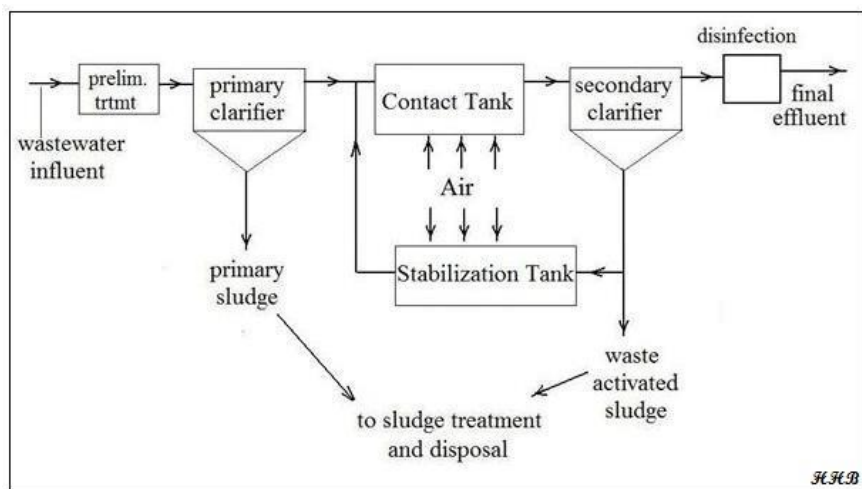 disinfection
prelim.
trtmt
primary
clarifier
Contact Tank
secondary
clarifier
final
effluent
wastewater
influent
Air
Stabilization Tank
primary
sludge
waste
activated
sludge
to sludge treatment
and disposal
HHB